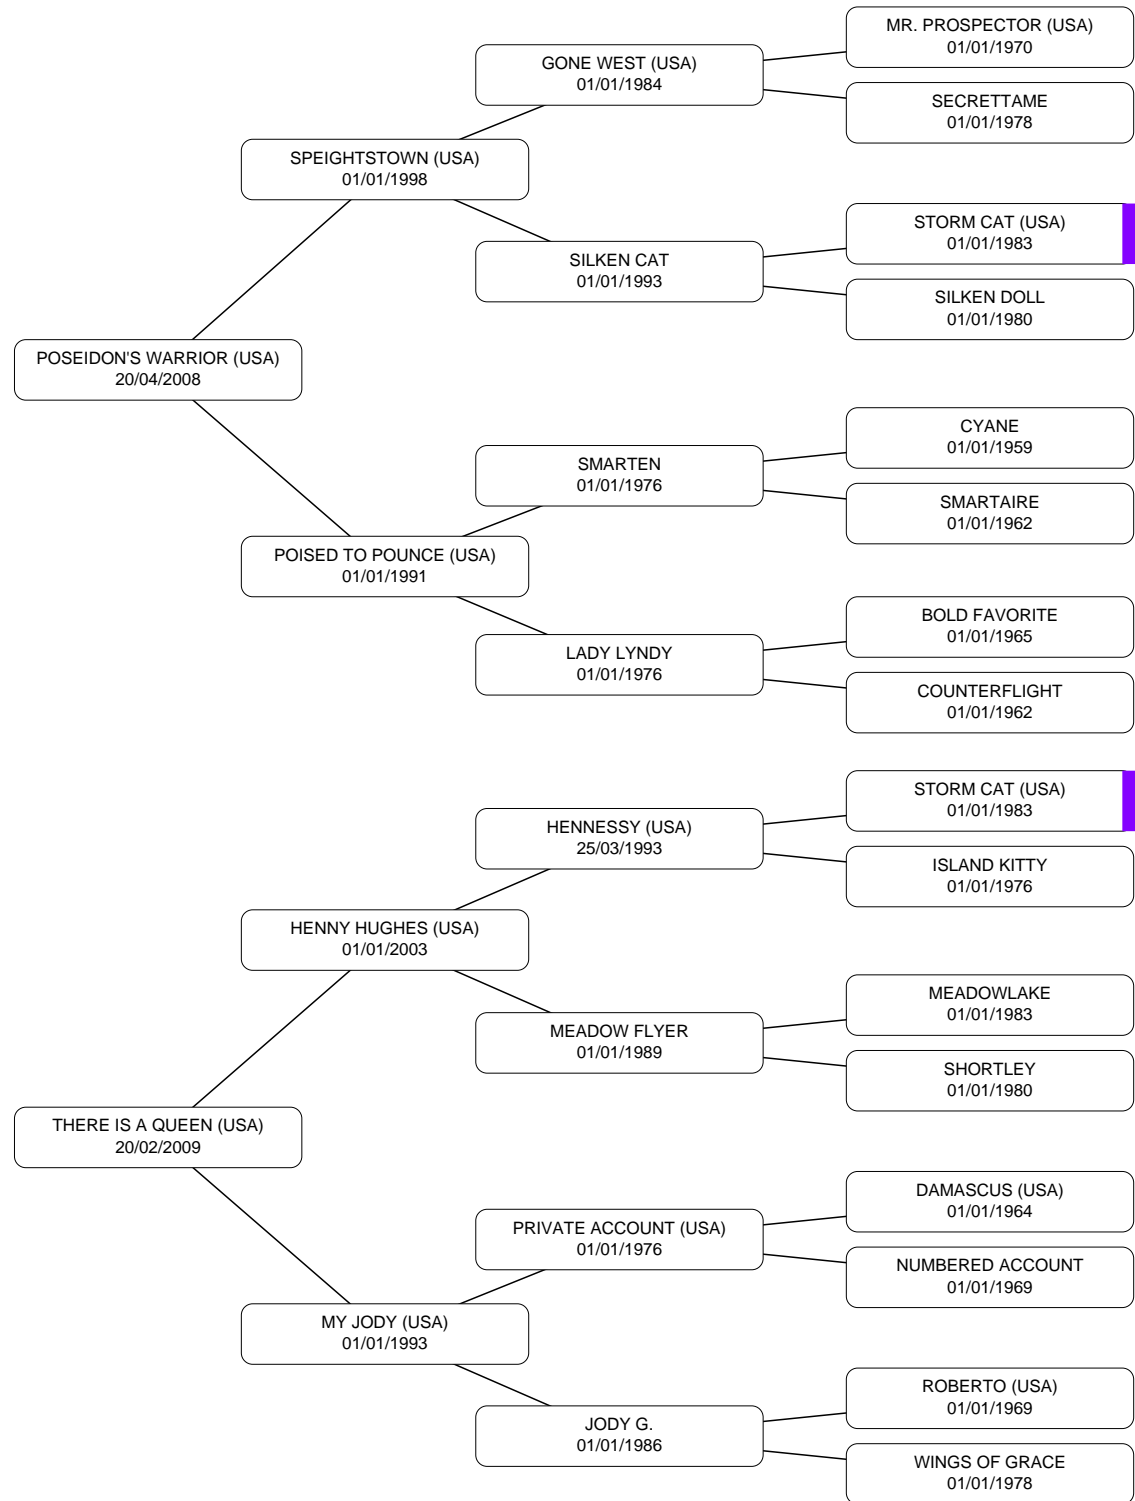 MR. PROSPECTOR (USA)
01/01/1970
GONE WEST (USA)
01/01/1984
SECRETTAME
01/01/1978
SPEIGHTSTOWN (USA)
01/01/1998
STORM CAT (USA)
01/01/1983
SILKEN CAT
01/01/1993
SILKEN DOLL
01/01/1980
POSEIDON'S WARRIOR (USA)
20/04/2008
CYANE
01/01/1959
SMARTEN
01/01/1976
SMARTAIRE
01/01/1962
POISED TO POUNCE (USA)
01/01/1991
BOLD FAVORITE
01/01/1965
LADY LYNDY
01/01/1976
COUNTERFLIGHT
01/01/1962
STORM CAT (USA)
01/01/1983
HENNESSY (USA)
25/03/1993
ISLAND KITTY
01/01/1976
HENNY HUGHES (USA)
01/01/2003
MEADOWLAKE
01/01/1983
MEADOW FLYER
01/01/1989
SHORTLEY
01/01/1980
THERE IS A QUEEN (USA)
20/02/2009
DAMASCUS (USA)
01/01/1964
PRIVATE ACCOUNT (USA)
01/01/1976
NUMBERED ACCOUNT
01/01/1969
MY JODY (USA)
01/01/1993
ROBERTO (USA)
01/01/1969
JODY G.
01/01/1986
WINGS OF GRACE
01/01/1978